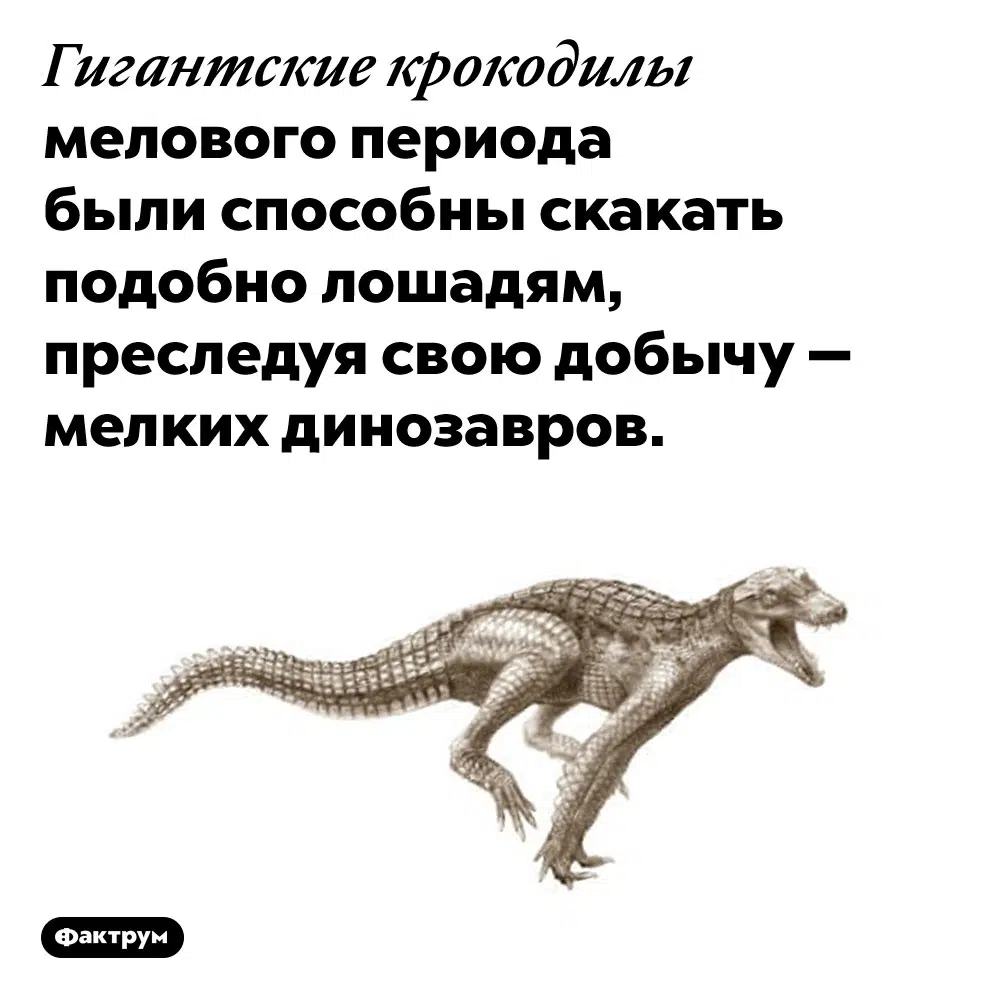 Гигантские крокодилы
мелового периода
были способны скакать
подобно лошадям,
преследуя свою добычу —
мелких динозавров.
Фактрум